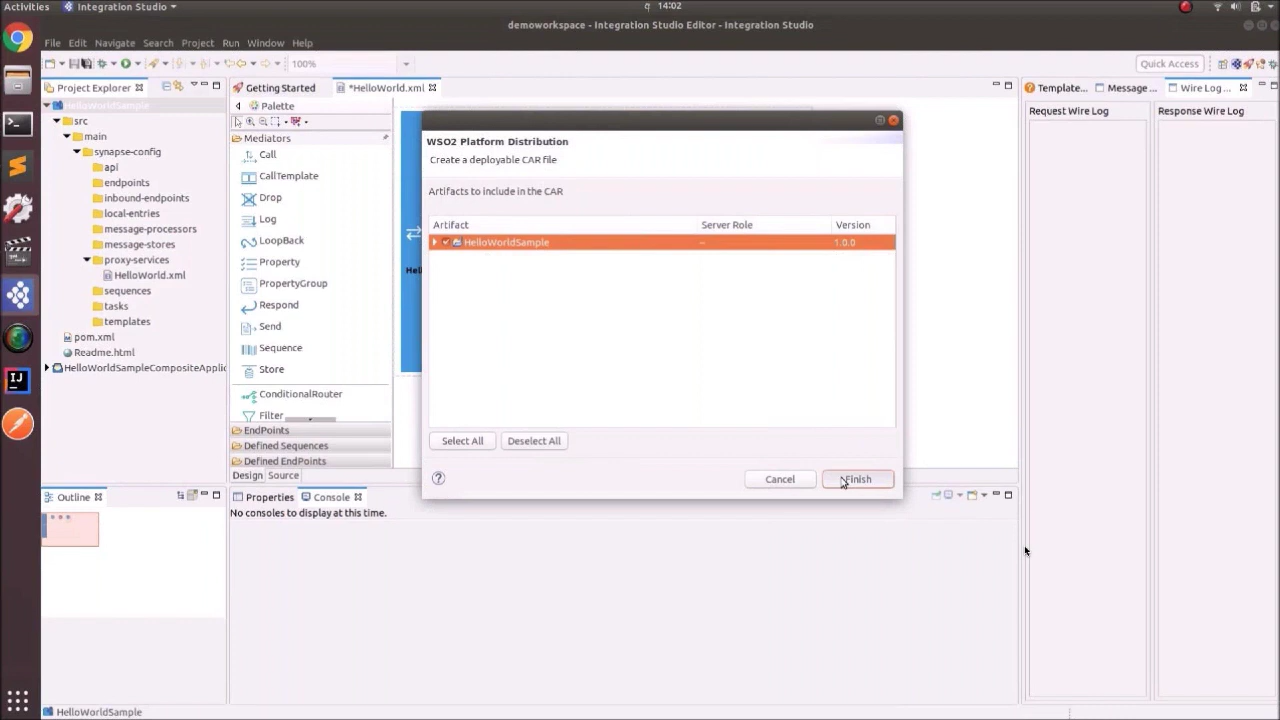 Activities
Integration Studio
14:02
demoworkspace - Integration Studio Editor - Integration Studio
File Edit Navigate Search Project Run Window Help
100%
Quick Access
Project Explorer
HelloWorldSample
src
main
synapse-config
api
endpoints
inbound-endpoints
local-entries
message-processors
message-stores
proxy-services
HelloWorld.xml
sequences
tasks
templates
pom.xml
Readme.html
HelloWorldSampleCompositeApplic
Getting Started
*HelloWorld.xml
Palette
Mediators
Call
CallTemplate
Drop
Log
LoopBack
Property
PropertyGroup
Respond
Send
Sequence
Store
ConditionalRouter
Filter
EndPoints
Defined Sequences
Defined EndPoints
Design Source
Hel
WSO2 Platform Distribution
Create a deployable CAR file
Artifacts to include in the CAR
Artifact Server Role Version
HelloWorldSample -- 1.0.0
Select All Deselect All
? Cancel Finish
Template... Message ... Wire Log ...
Request Wire Log Response Wire Log
Outline
Properties Console
No consoles to display at this time.
HelloWorldSample